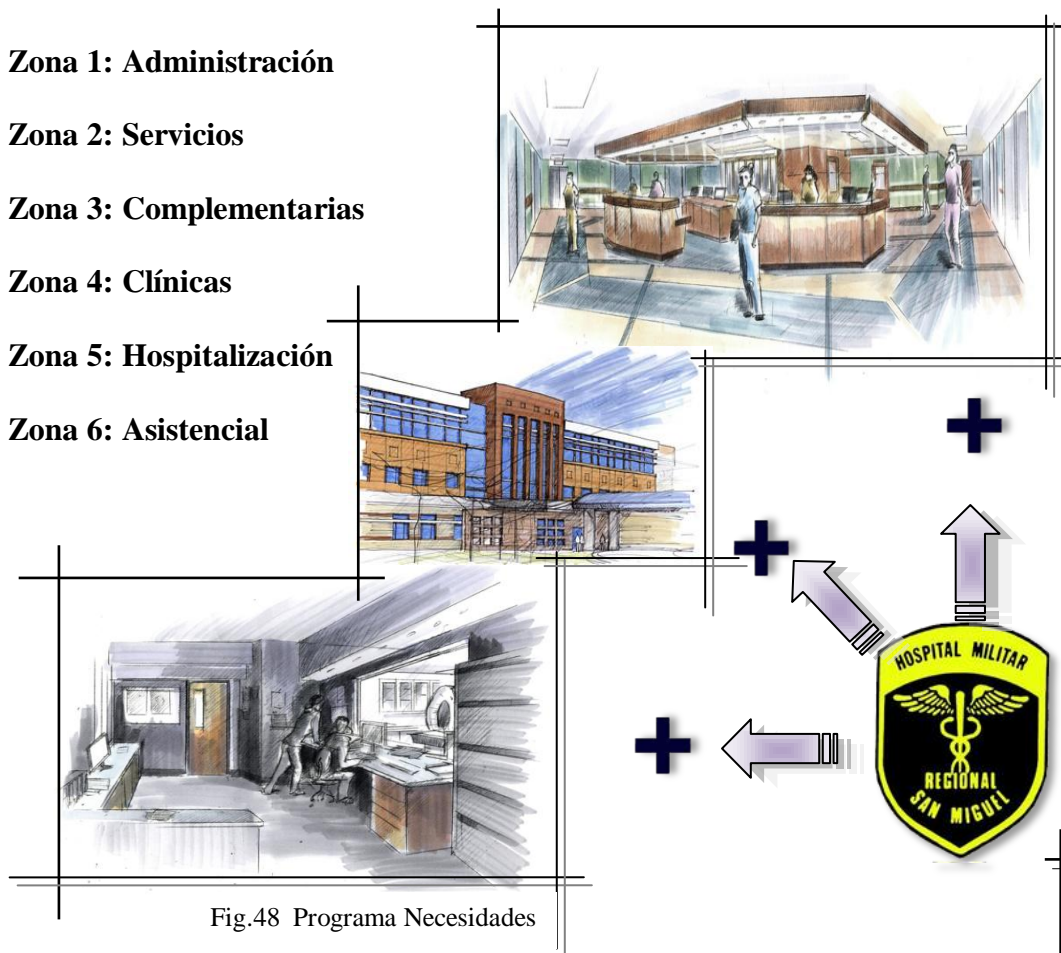 Zona 1: Administración
Zona 2: Servicios
Zona 3: Complementarias
Zona 4: Clínicas
Zona 5: Hospitalización
Zona 6: Asistencial
HOSPITAL MILITAR
REGIONAL
SAN MIGUEL
Fig.48 Programa Necesidades